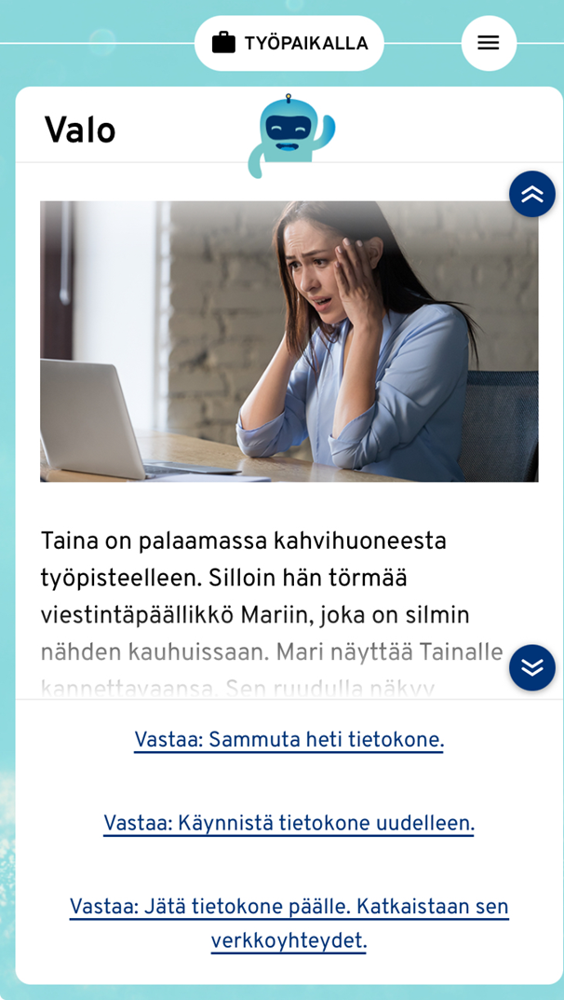 TYÖPAIKALLA
Valo
Taina on palaamassa kahvihuoneesta
työpisteelleen. Silloin hän törmää
viestintäpäällikkö Mariin, joka on silmin
nähden kauhuissaan. Mari näyttää Tainalle
kannettavaansa. Sen ruudulla näkyy
Vastaa: Sammuta heti tietokone.
Vastaa: Käynnistä tietokone uudelleen.
Vastaa: Jätä tietokone päälle. Katkaistaan sen
verkkoyhteydet.